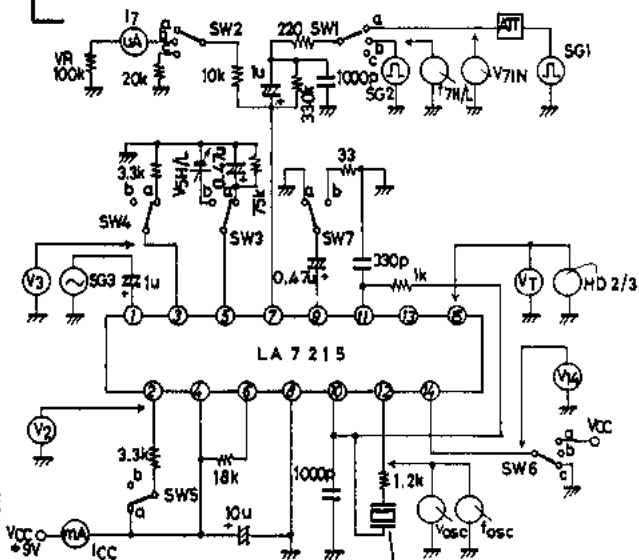 I7
μA
VR
100k
a
b
c
SW2
20k
10k
220
SW1
1u
+
330k
1000p
a
b
c
ATT
SG2
f7H/L
V7IN
SG1
3.3k
b
a
SW4
V5H/L
0.47u
b
a
75k
SW3
33
a
b
SW7
0.47u
+
330p
1k
V3
SG3
1u
+
VT
HD 2/3
1
3
5
7
9
11
13
15
LA 7215
2
4
6
8
10
12
14
V2
3.3k
b
a
SW5
18k
10u
+
1000p
1.2k
Vosc
fosc
V14
a
b
c
VCC
SW6
VCC
+9V
mA
ICC